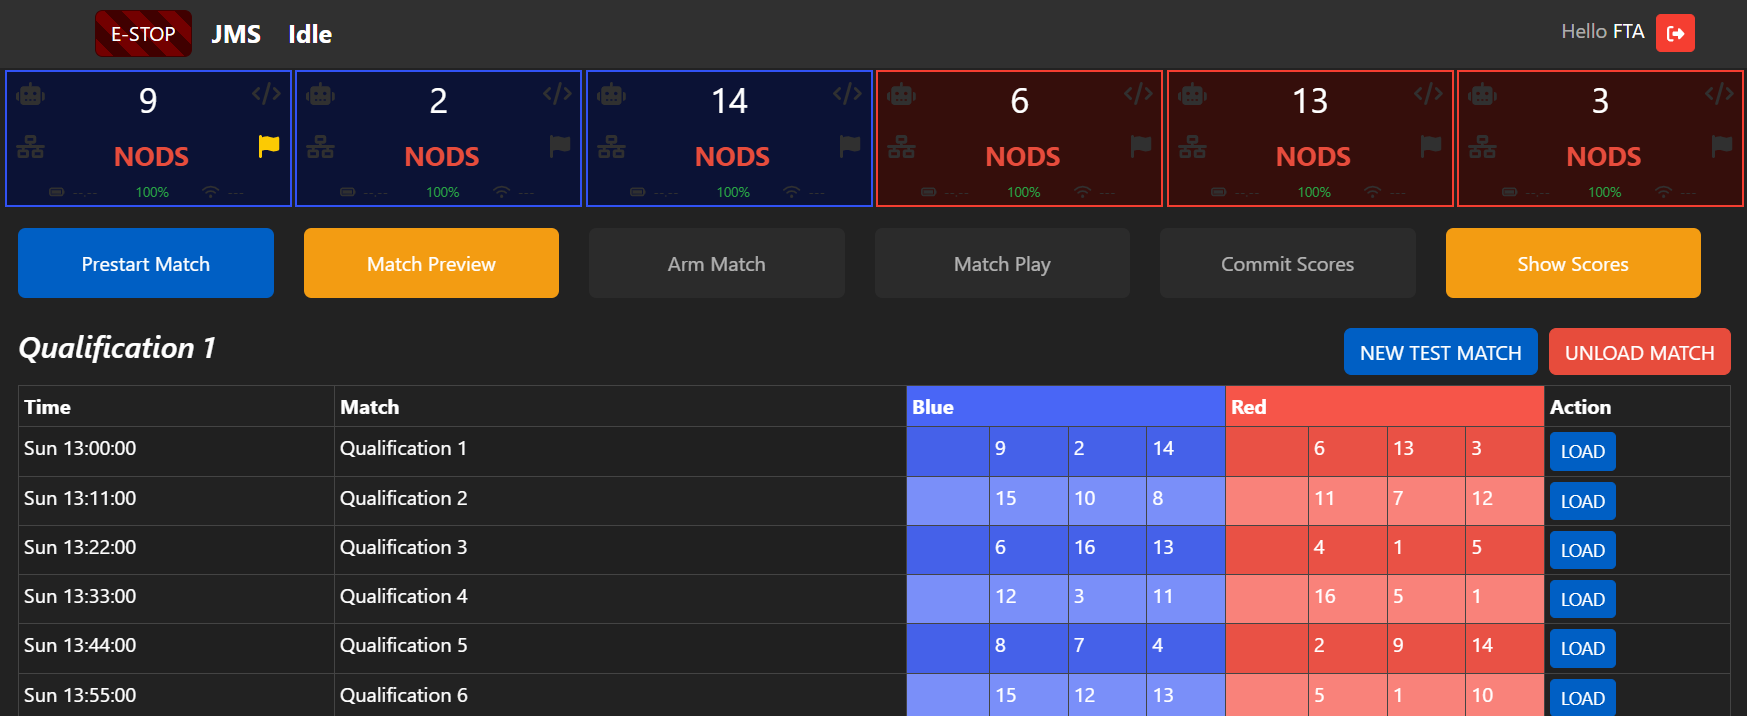 E-STOP JMS Idle Hello FTA
9 2 14 6 13 3
NODS NODS NODS NODS NODS NODS
--.-- 100% --- --.-- 100% --- --.-- 100% --- --.-- 100% --- --.-- 100% --- --.-- 100% ---
Prestart Match Match Preview Arm Match Match Play Commit Scores Show Scores
Qualification 1 NEW TEST MATCH UNLOAD MATCH
Time Match Blue Red Action
Sun 13:00:00 Qualification 1 9 2 14 6 13 3 LOAD
Sun 13:11:00 Qualification 2 15 10 8 11 7 12 LOAD
Sun 13:22:00 Qualification 3 6 16 13 4 1 5 LOAD
Sun 13:33:00 Qualification 4 12 3 11 16 5 1 LOAD
Sun 13:44:00 Qualification 5 8 7 4 2 9 14 LOAD
Sun 13:55:00 Qualification 6 15 12 13 5 1 10 LOAD